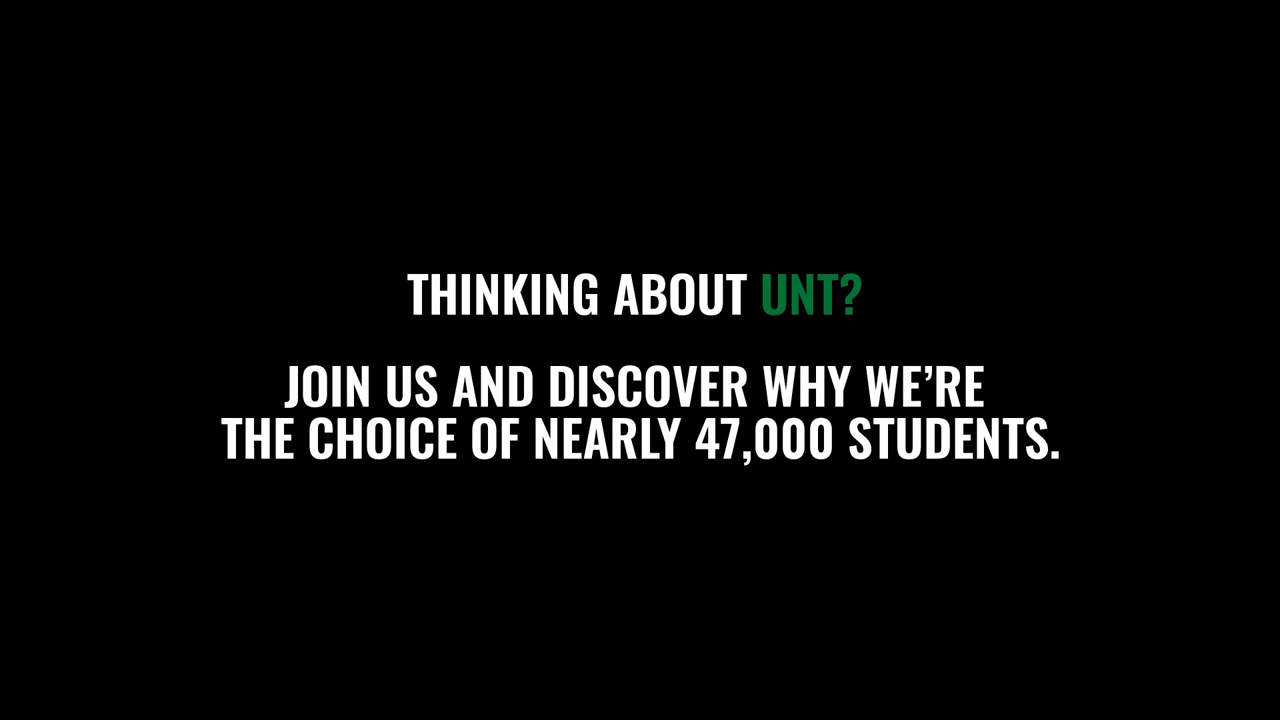 THINKING ABOUT UNT?
JOIN US AND DISCOVER WHY WE’RE
THE CHOICE OF NEARLY 47,000 STUDENTS.